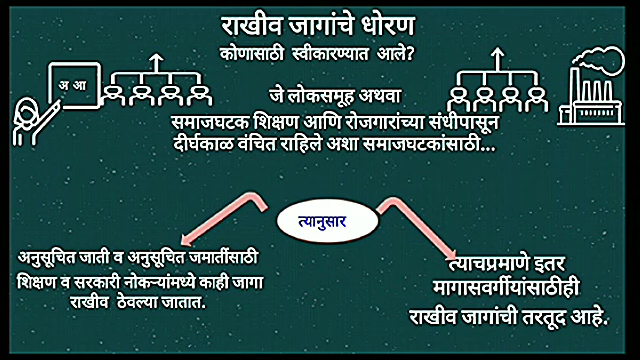 राखीव जागांचे धोरण
कोणासाठी स्वीकारण्यात आले?
अ आ
जे लोकसमूह अथवा
समाजघटक शिक्षण आणि रोजगारांच्या संधीपासून
दीर्घकाळ वंचित राहिले अशा समाजघटकांसाठी...
त्यानुसार
अनुसूचित जाती व अनुसूचित जमातींसाठी
शिक्षण व सरकारी नोकऱ्यांमध्ये काही जागा
राखीव ठेवल्या जातात.
त्याचप्रमाणे इतर
मागासवर्गीयांसाठीही
राखीव जागांची तरतूद आहे.